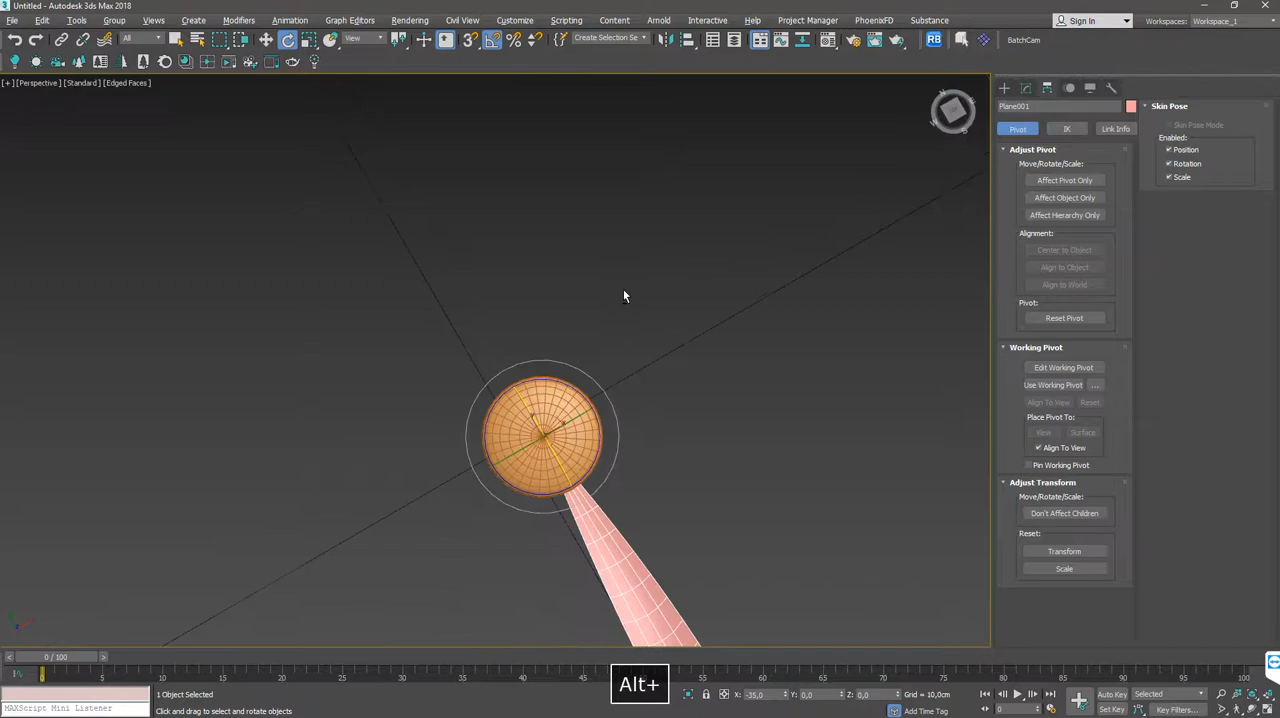 Untitled - Autodesk 3ds Max 2018
File Edit Tools Group Views Create Modifiers Animation Graph Editors Rendering Civil View Customize Scripting Content Arnold Interactive Project Manager PhoenixFD Substance
Sign In
Workspaces: Workspace_1
All
View
Create Selection Se
RB
BatchCam
[+] [Perspective] [Standard] [Edged Faces]
Plane001
Pivot IK Link Info
Adjust Pivot
Move/Rotate/Scale:
Affect Pivot Only
Affect Object Only
Affect Hierarchy Only
Alignment:
Center to Object
Align to Object
Align to World
Pivot:
Reset Pivot
Working Pivot
Edit Working Pivot
Use Working Pivot ...
Align To View Reset
Place Pivot To:
View Surface
Align To View
Pin Working Pivot
Adjust Transform
Move/Rotate/Scale:
Don't Affect Children
Reset:
Transform
Scale
Skin Pose
Skin Pose Mode
Enabled:
Position
Rotation
Scale
Alt+
< 0 / 100 >
0 5 10 15 20 25 30 35 40 45 50 55 60 65 70 75 80 85 90 95 100
MAXScript Mini Listener
1 Object Selected
Click and drag to select and rotate objects
X: -35,0 Y: 0,0 Z: 0,0 Grid = 10,0cm
Add Time Tag
0
Auto Key Selected
Set Key Key Filters...